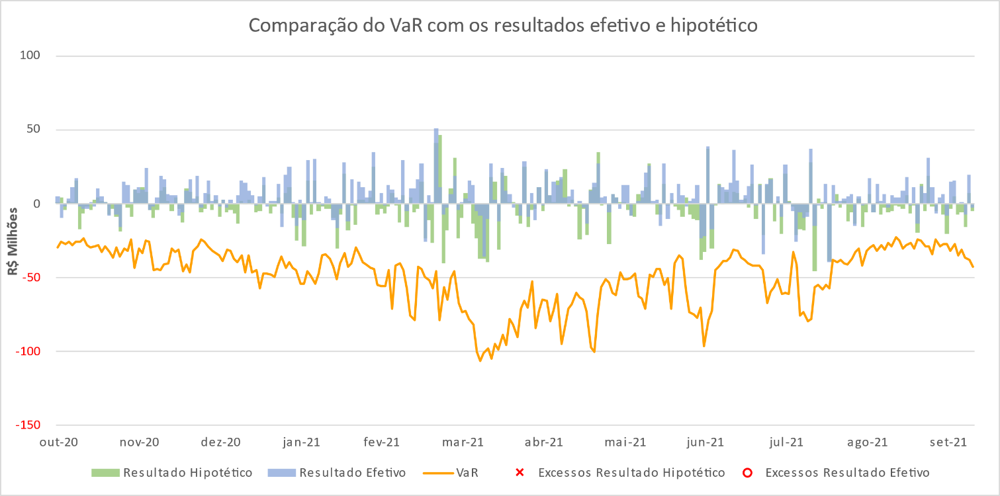 Comparação do VaR com os resultados efetivo e hipotético
100
50
0
-50
-100
-150
R$ Milhões
out-20 nov-20 dez-20 jan-21 fev-21 mar-21 abr-21 mai-21 jun-21 jul-21 ago-21 set-21
Resultado Hipotético Resultado Efetivo VaR Excessos Resultado Hipotético Excessos Resultado Efetivo